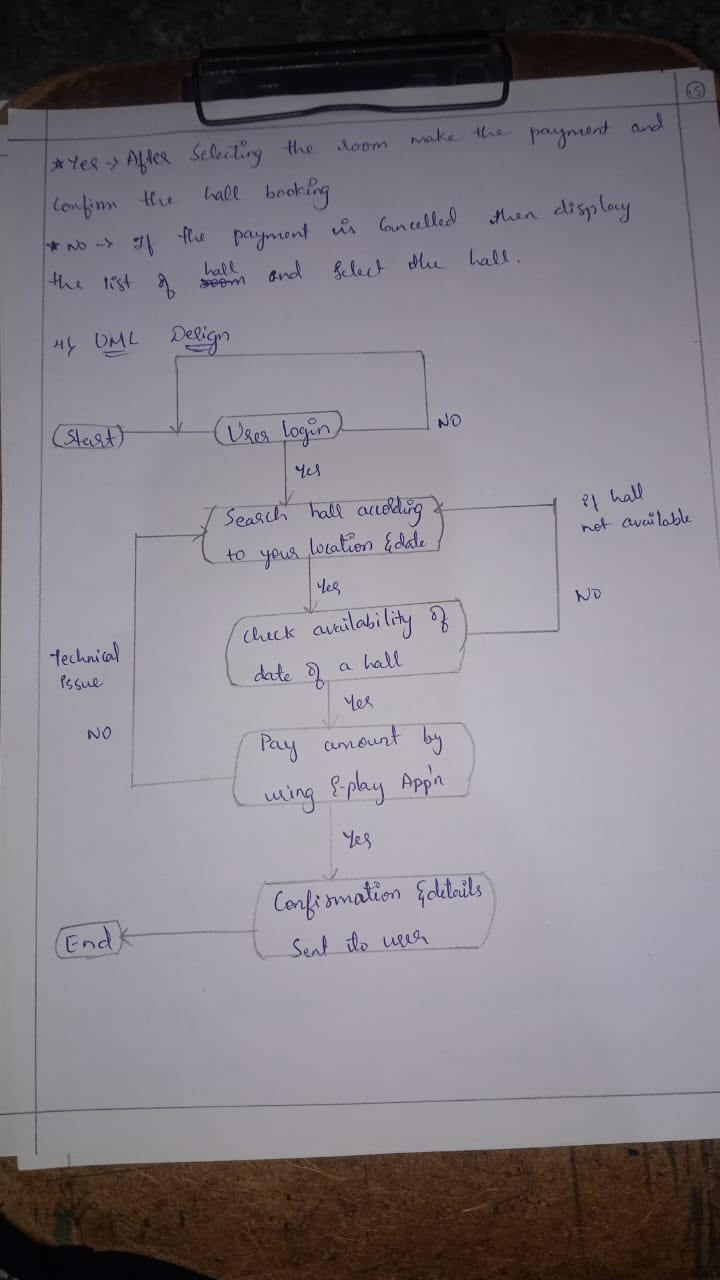 65
*Yes → After Selecting the room make the payment and
Confirm the hall booking
*No → If the payment is Cancelled then display
the list of hall and Select the hall.
4§ UML Design
Start
User login
NO
Yes
Search hall according
to your location & date
if hall
not available
Yes
NO
check availability of
date of a hall
technical
issue
NO
Yes
Pay amount by
using E-play App'n
Yes
Confirmation & details
Sent to user
End